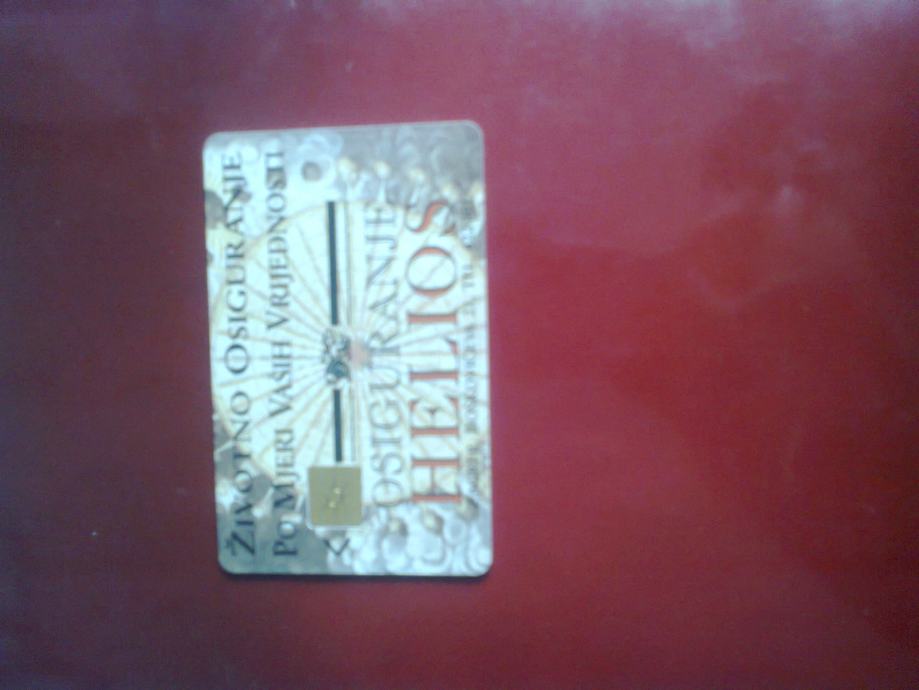 ŽIVOTNO OSIGURANJE
PO MJERI VAŠIH VRIJEDNOSTI
OSIGURANJE
HELIOS